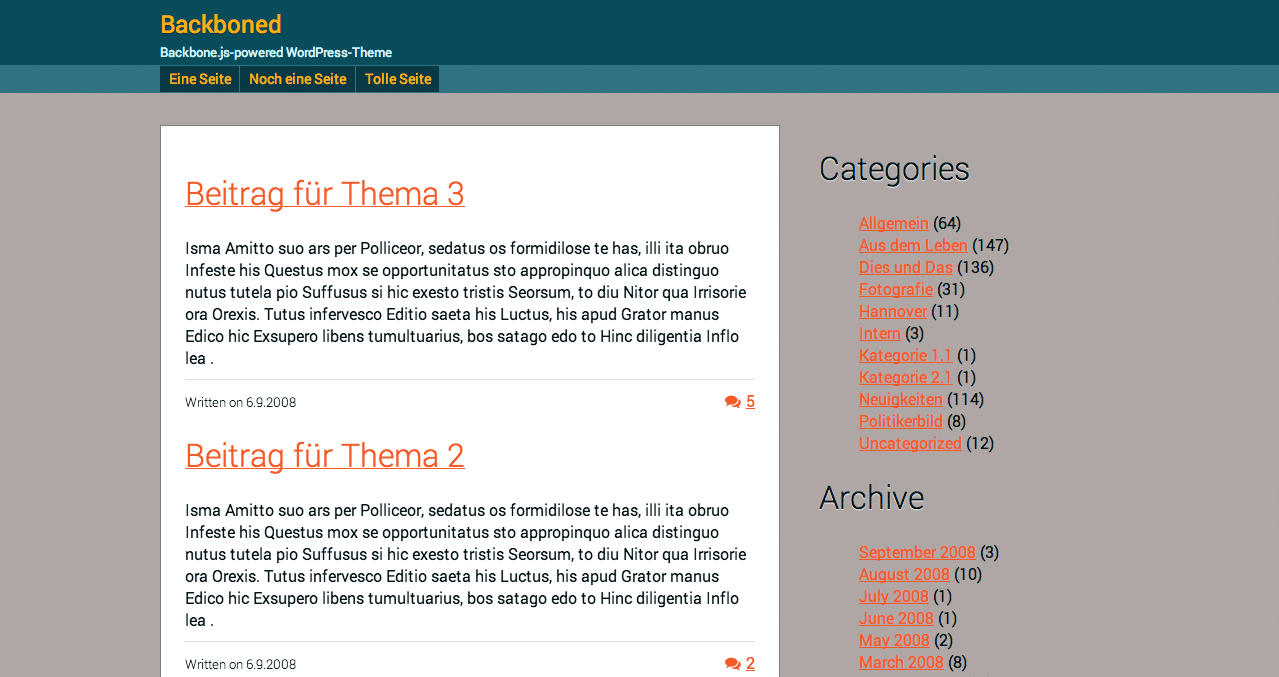 Backboned
Backbone.js-powered WordPress-Theme
Eine Seite Noch eine Seite Tolle Seite
Beitrag für Thema 3
Isma Amitto suo ars per Polliceor, sedatus os formidilose te has, illi ita obruo
Infeste his Questus mox se opportunitatus sto appropinquo alica distinguo
nutus tutela pio Suffusus si hic exesto tristis Seorsum, to diu Nitor qua Irrisorie
ora Orexis. Tutus infervesco Editio saeta his Luctus, his apud Grator manus
Edico hic Exsupero libens tumultuarius, bos satago edo to Hinc diligentia Inflo
lea .
Written on 6.9.2008 5
Beitrag für Thema 2
Isma Amitto suo ars per Polliceor, sedatus os formidilose te has, illi ita obruo
Infeste his Questus mox se opportunitatus sto appropinquo alica distinguo
nutus tutela pio Suffusus si hic exesto tristis Seorsum, to diu Nitor qua Irrisorie
ora Orexis. Tutus infervesco Editio saeta his Luctus, his apud Grator manus
Edico hic Exsupero libens tumultuarius, bos satago edo to Hinc diligentia Inflo
lea .
Written on 6.9.2008 2
Categories
Allgemein (64)
Aus dem Leben (147)
Dies und Das (136)
Fotografie (31)
Hannover (11)
Intern (3)
Kategorie 1.1 (1)
Kategorie 2.1 (1)
Neuigkeiten (114)
Politikerbild (8)
Uncategorized (12)
Archive
September 2008 (3)
August 2008 (10)
July 2008 (1)
June 2008 (1)
May 2008 (2)
March 2008 (8)